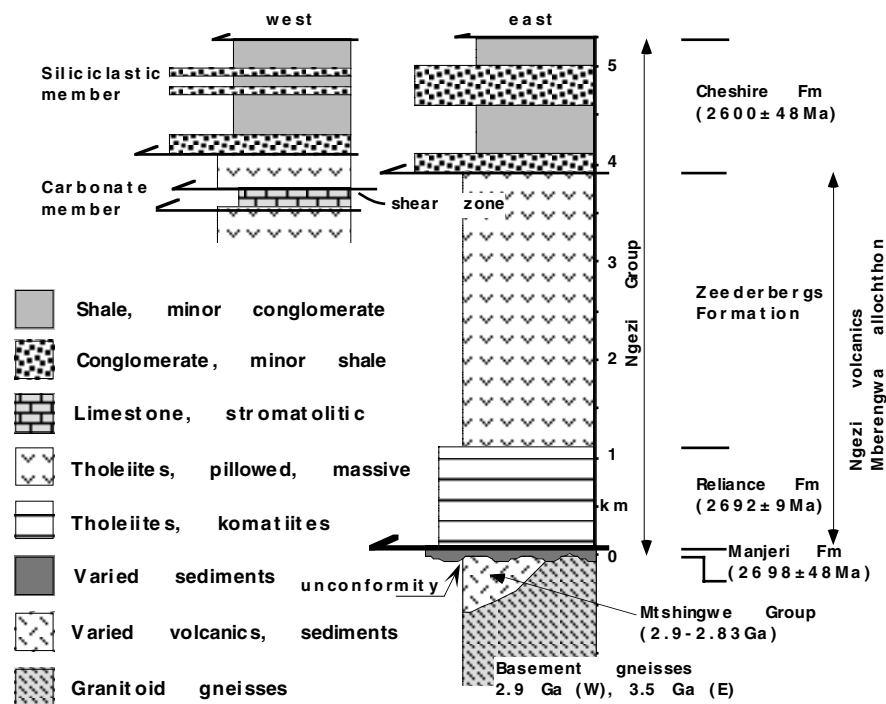 west
east
Siliciclastic
member
Carbonate
member
shear zone
5
4
3
2
1
km
0
Ngezi Group
Cheshire Fm
(2600±48Ma)
Zeederbergs
Formation
Ngezi volcanics
Mberengwa allochthon
Reliance Fm
(2692±9Ma)
Manjeri Fm
(2698±48Ma)
unconformity
Mtshingwe Group
(2.9-2.83Ga)
Basement gneisses
2.9 Ga (W), 3.5 Ga (E)
Shale, minor conglomerate
Conglomerate, minor shale
Limestone, stromatolitic
Tholeiites, pillowed, massive
Tholeiites, komatiites
Varied sediments
Varied volcanics, sediments
Granitoid gneisses